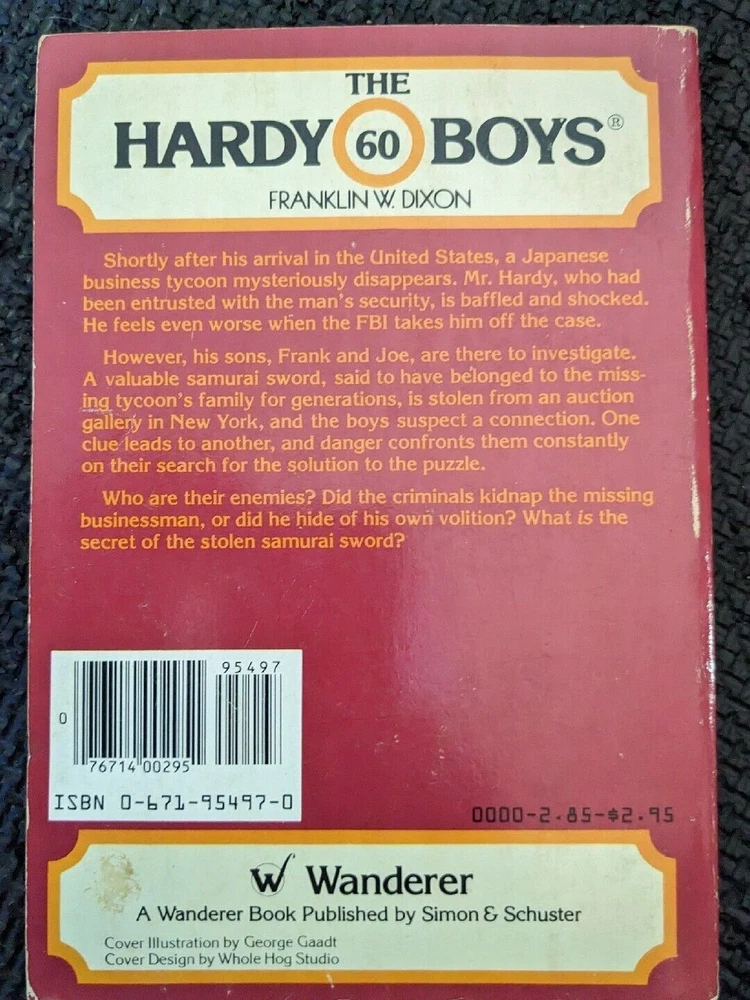 THE
HARDY 60 BOYS®
FRANKLIN W. DIXON
Shortly after his arrival in the United States, a Japanese
business tycoon mysteriously disappears. Mr. Hardy, who had
been entrusted with the man's security, is baffled and shocked.
He feels even worse when the FBI takes him off the case.
However, his sons, Frank and Joe, are there to investigate.
A valuable samurai sword, said to have belonged to the miss-
ing tycoon's family for generations, is stolen from an auction
gallery in New York, and the boys suspect a connection. One
clue leads to another, and danger confronts them constantly
on their search for the solution to the puzzle.
Who are their enemies? Did the criminals kidnap the missing
businessman, or did he hide of his own volition? What is the
secret of the stolen samurai sword?
95497
0
76714 00295
ISBN 0-671-95497-0
0000-2.85-$2.95
W Wanderer
A Wanderer Book Published by Simon & Schuster
Cover Illustration by George Gaadt
Cover Design by Whole Hog Studio